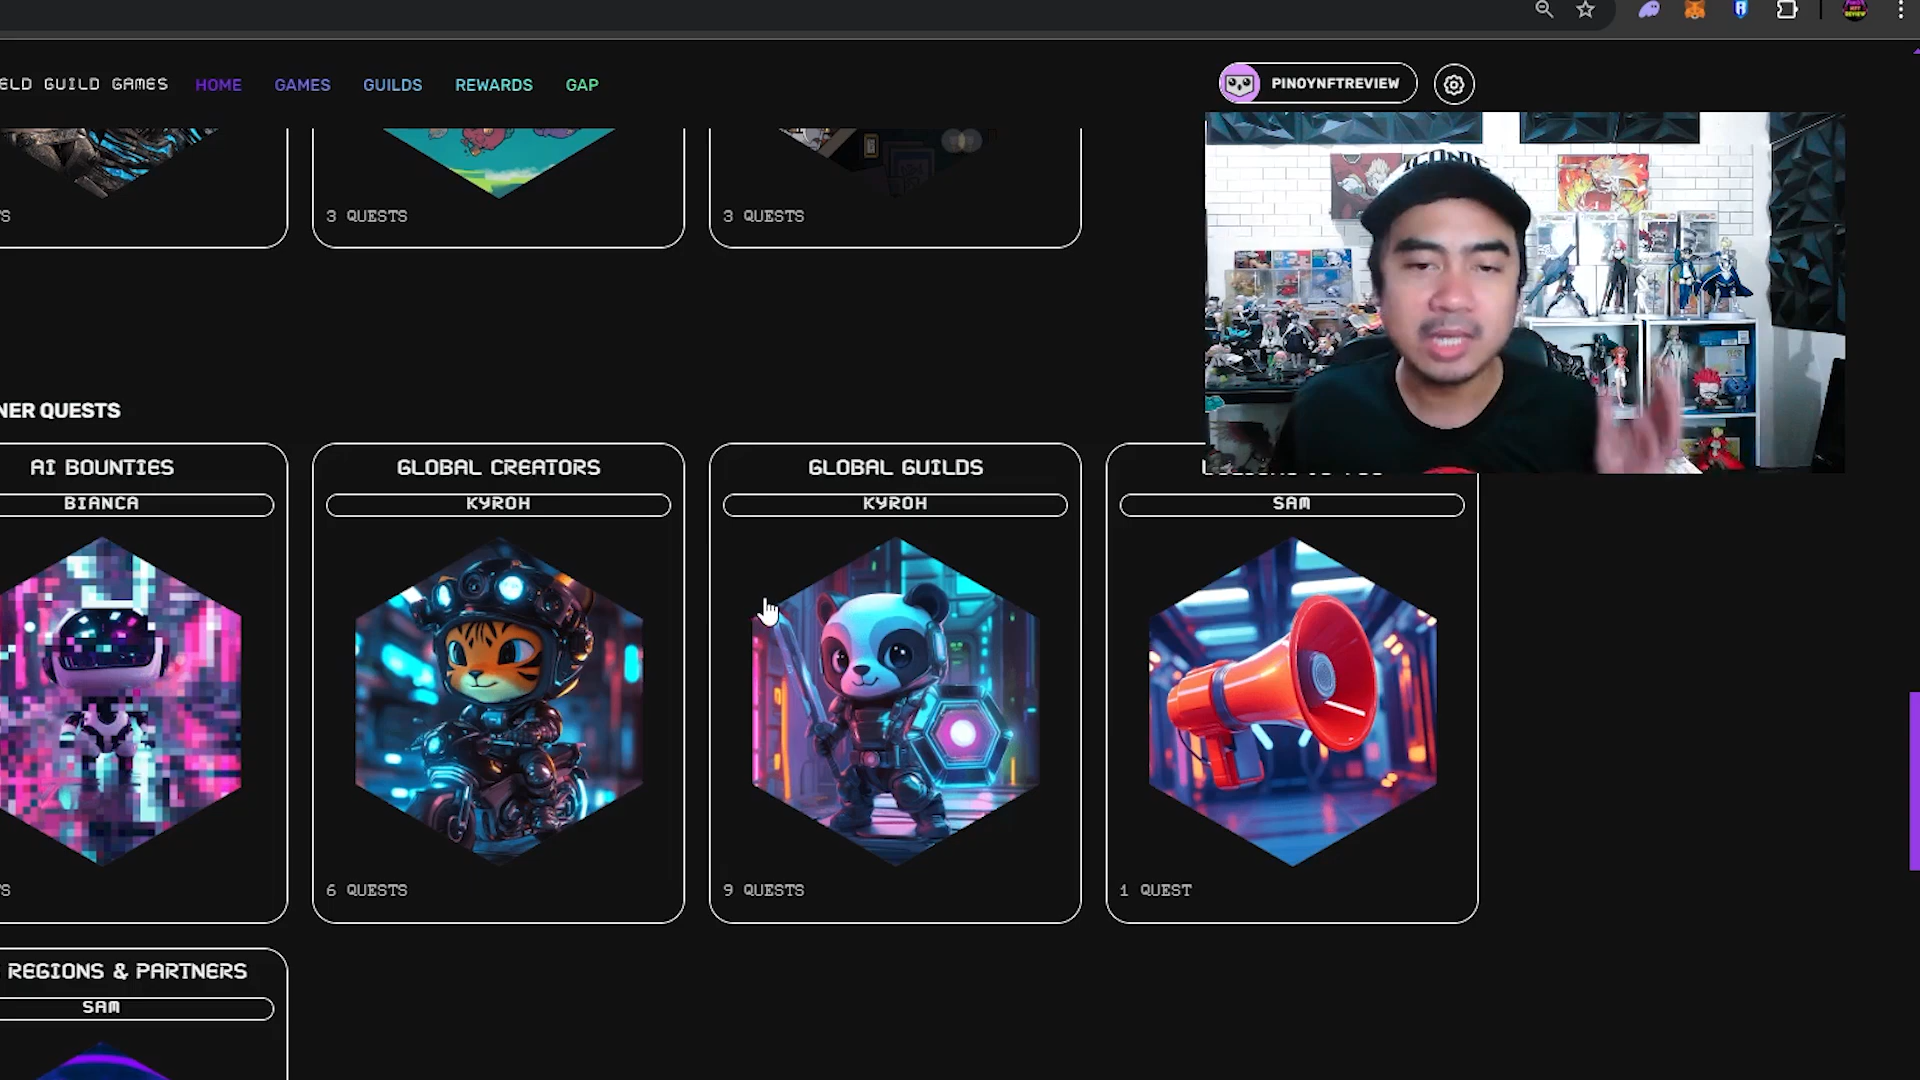 ELD GUILD GAMES HOME GAMES GUILDS REWARDS GAP
PINOYNFTREVIEW
ICONIC
3 QUESTS
3 QUESTS
NER QUESTS
AI BOUNTIES
BIANCA
GLOBAL CREATORS
KYROH
6 QUESTS
GLOBAL GUILDS
KYROH
9 QUESTS
SAM
1 QUEST
REGIONS & PARTNERS
SAM